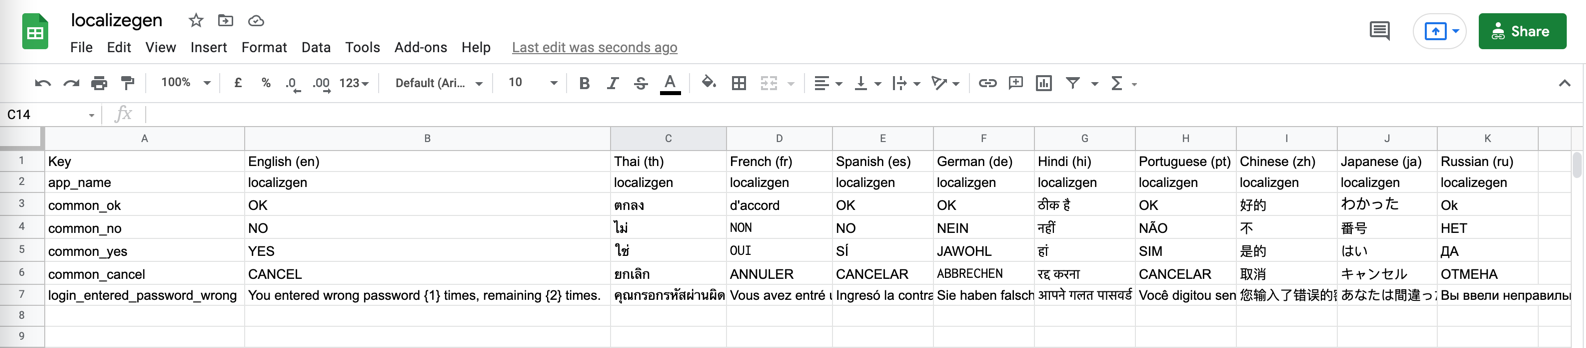 localizegen
File Edit View Insert Format Data Tools Add-ons Help Last edit was seconds ago
Share
100% £ % .0 .00 123 Default (Ari... 10 B I S A
C14 fx
A B C D E F G H I J K
1 Key English (en) Thai (th) French (fr) Spanish (es) German (de) Hindi (hi) Portuguese (pt) Chinese (zh) Japanese (ja) Russian (ru)
2 app_name localizgen localizgen localizgen localizgen localizgen localizgen localizgen localizgen localizgen localizegen
3 common_ok OK ตกลง d'accord OK OK ठीक है OK 好的 わかった Ok
4 common_no NO ไม่ NON NO NEIN नहीं NÃO 不 番号 НЕТ
5 common_yes YES ใช่ OUI SÍ JAWOHL हां SIM 是的 はい ДА
6 common_cancel CANCEL ยกเลิก ANNULER CANCELAR ABBRECHEN रद्द करना CANCELAR 取消 キャンセル ОТМЕНА
7 login_entered_password_wrong You entered wrong password {1} times, remaining {2} times. คุณกรอกรหัสผ่านผิด Vous avez entré Ingresó la contra Sie haben falsch आपने गलत पासवर्ड Você digitou sen 您输入了错误的 あなたは間違っ Вы ввели неправиль
8
9